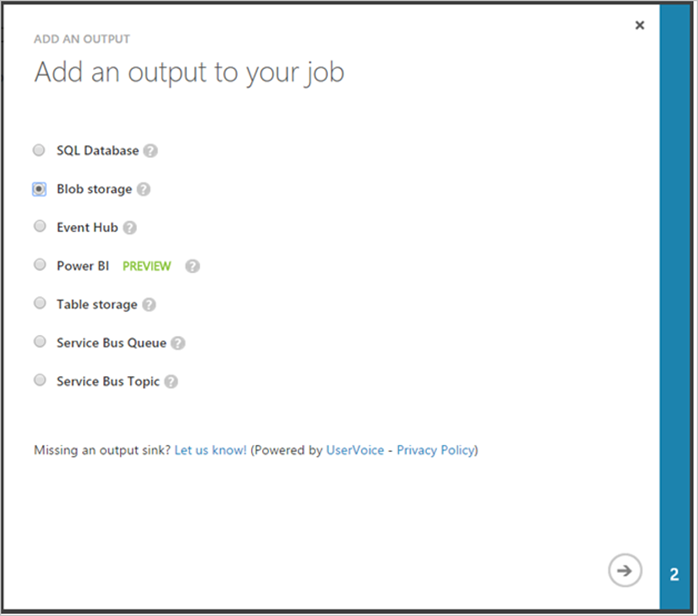 ADD AN OUTPUT
Add an output to your job
SQL Database ?
Blob storage ?
Event Hub ?
Power BI PREVIEW ?
Table storage ?
Service Bus Queue ?
Service Bus Topic ?
Missing an output sink? Let us know! (Powered by UserVoice - Privacy Policy)
2